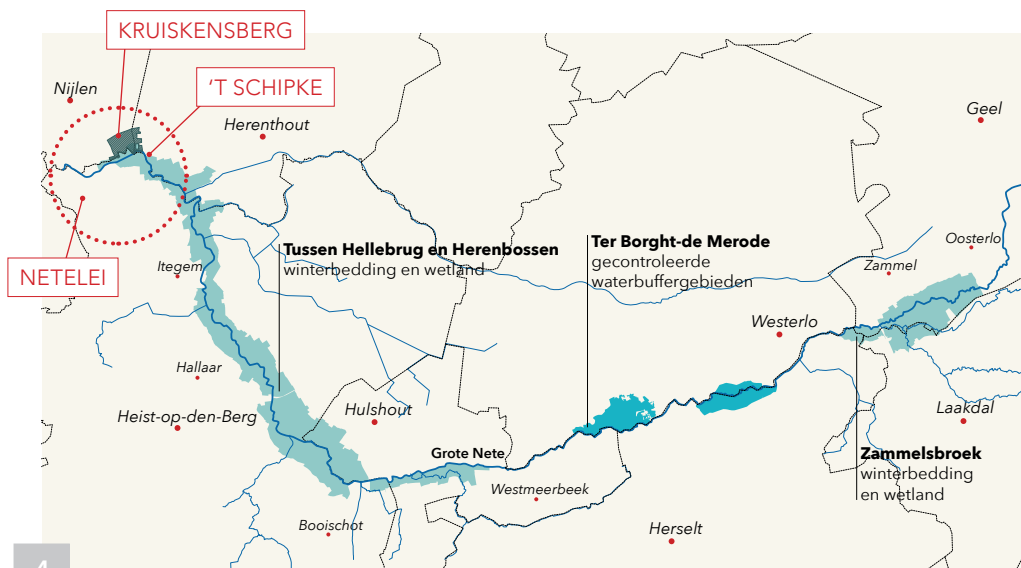 KRUISKENSBERG
'T SCHIPKE
Nijlen
Herenthout
Geel
NETELEI
Itegem
Tussen Hellebrug en Herenbossen
winterbedding en wetland
Ter Borght-de Merode
gecontroleerde
waterbuffergebieden
Oosterlo
Zammel
Westerlo
Hallaar
Heist-op-den-Berg
Hulshout
Laakdal
Grote Nete
Zammelsbroek
winterbedding
en wetland
Westmeerbeek
Booischot
Herselt
4